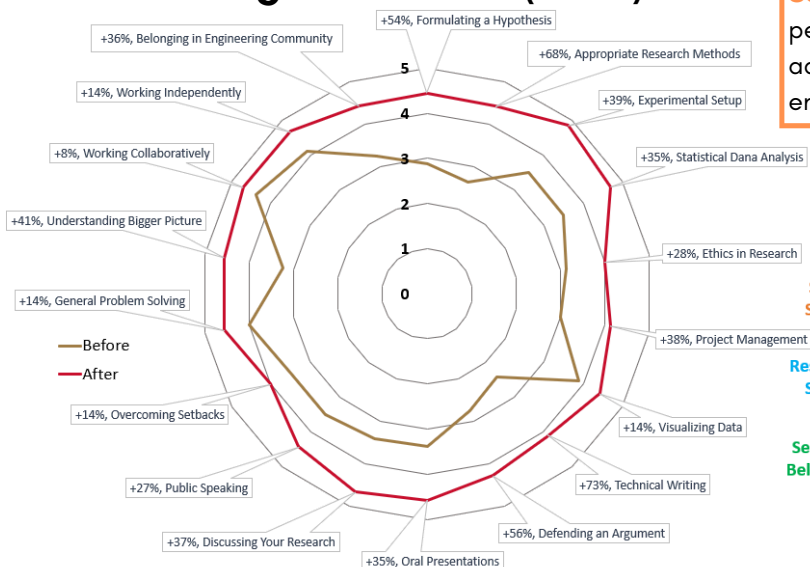 +54%, Formulating a Hypothesis
+36%, Belonging in Engineering Community
+68%, Appropriate Research Methods
+14%, Working Independently
+39%, Experimental Setup
+8%, Working Collaboratively
+35%, Statistical Dana Analysis
+41%, Understanding Bigger Picture
+28%, Ethics in Research
+14%, General Problem Solving
+38%, Project Management
5
4
3
2
1
0
Before
After
+14%, Overcoming Setbacks
+14%, Visualizing Data
+27%, Public Speaking
+73%, Technical Writing
+37%, Discussing Your Research
+56%, Defending an Argument
+35%, Oral Presentations